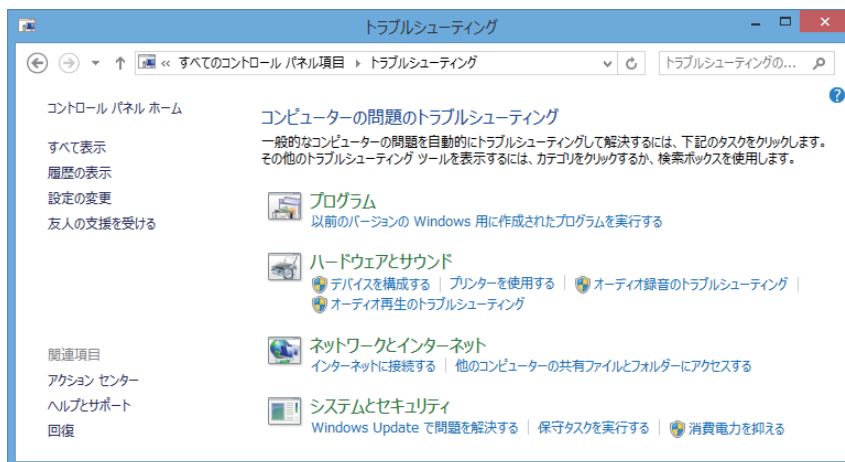 トラブルシューティング
« すべてのコントロール パネル項目 ▸ トラブルシューティング
トラブルシューティングの...
コントロール パネル ホーム
すべて表示
履歴の表示
設定の変更
友人の支援を受ける
関連項目
アクション センター
ヘルプとサポート
回復
コンピューターの問題のトラブルシューティング
一般的なコンピューターの問題を自動的にトラブルシューティングして解決するには、下記のタスクをクリックします。
その他のトラブルシューティング ツールを表示するには、カテゴリをクリックするか、検索ボックスを使用します。
プログラム
以前のバージョンの Windows 用に作成されたプログラムを実行する
ハードウェアとサウンド
デバイスを構成する | プリンターを使用する | オーディオ録音のトラブルシューティング |
オーディオ再生のトラブルシューティング
ネットワークとインターネット
インターネットに接続する | 他のコンピューターの共有ファイルとフォルダーにアクセスする
システムとセキュリティ
Windows Update で問題を解決する | 保守タスクを実行する | 消費電力を抑える